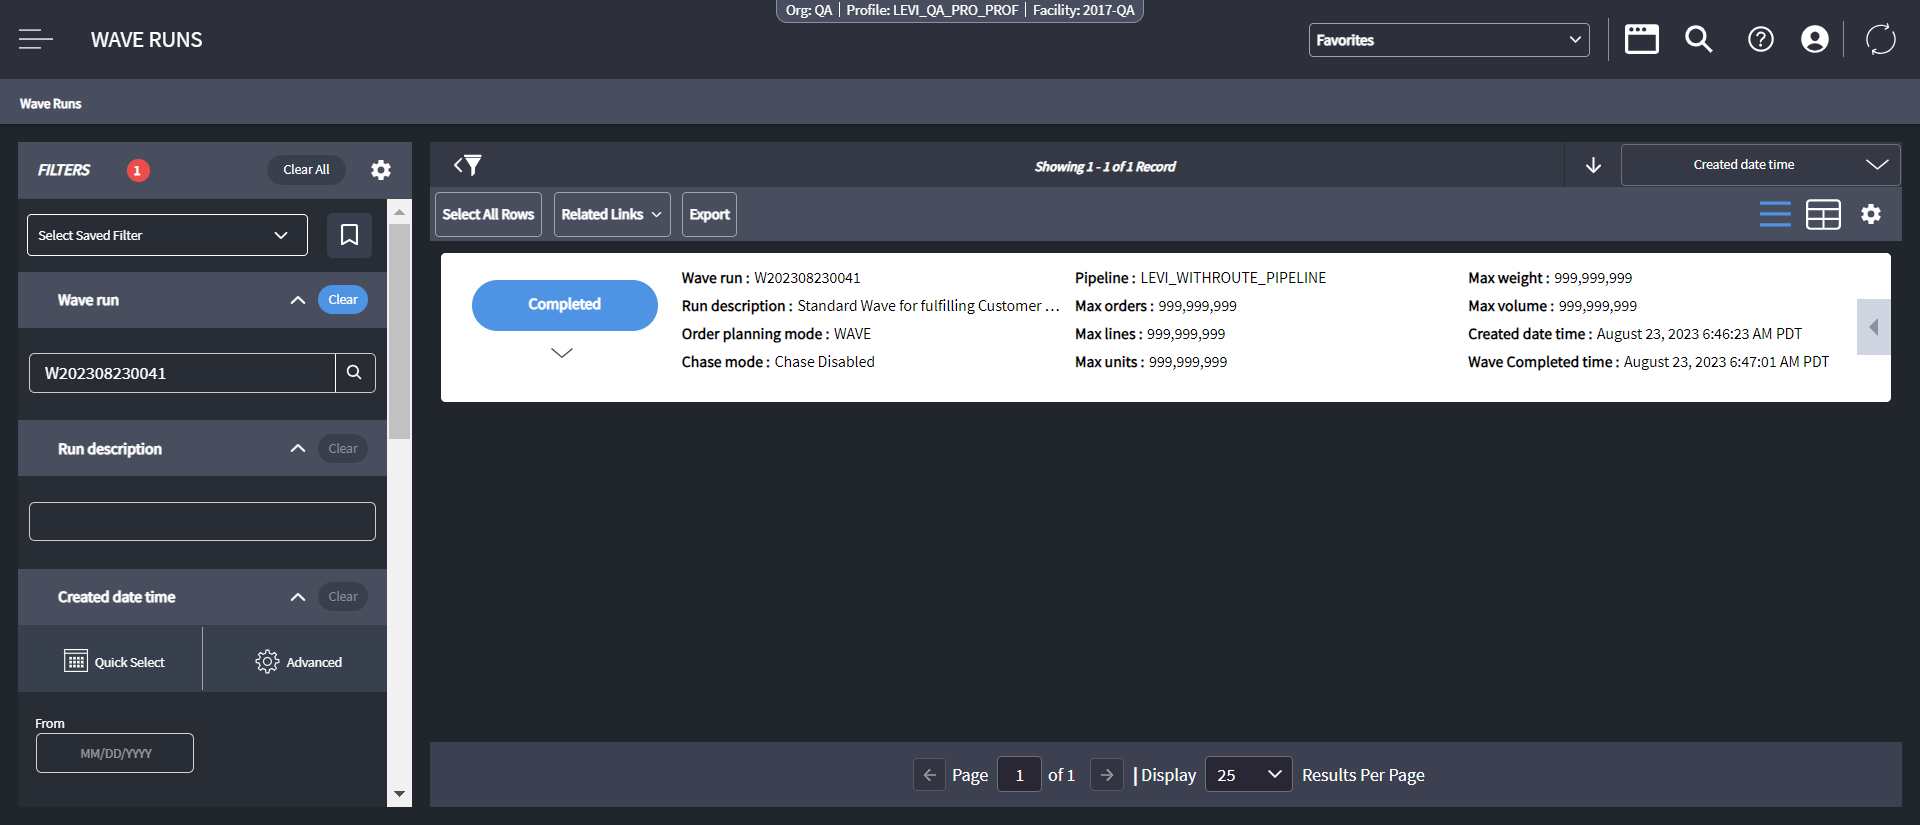 Org: QA | Profile: LEVI_QA_PRO_PROF | Facility: 2017-QA
WAVE RUNS
Favorites
Wave Runs
FILTERS 1 Clear All
Select Saved Filter
Wave run Clear
W202308230041
Run description Clear
Created date time Clear
Quick Select Advanced
From
MM/DD/YYYY
Showing 1 - 1 of 1 Record
Created date time
Select All Rows Related Links Export
Completed
Wave run : W202308230041
Run description : Standard Wave for fulfilling Customer ...
Order planning mode : WAVE
Chase mode : Chase Disabled
Pipeline : LEVI_WITHROUTE_PIPELINE
Max orders : 999,999,999
Max lines : 999,999,999
Max units : 999,999,999
Max weight : 999,999,999
Max volume : 999,999,999
Created date time : August 23, 2023 6:46:23 AM PDT
Wave Completed time : August 23, 2023 6:47:01 AM PDT
Page 1 of 1 | Display 25 Results Per Page